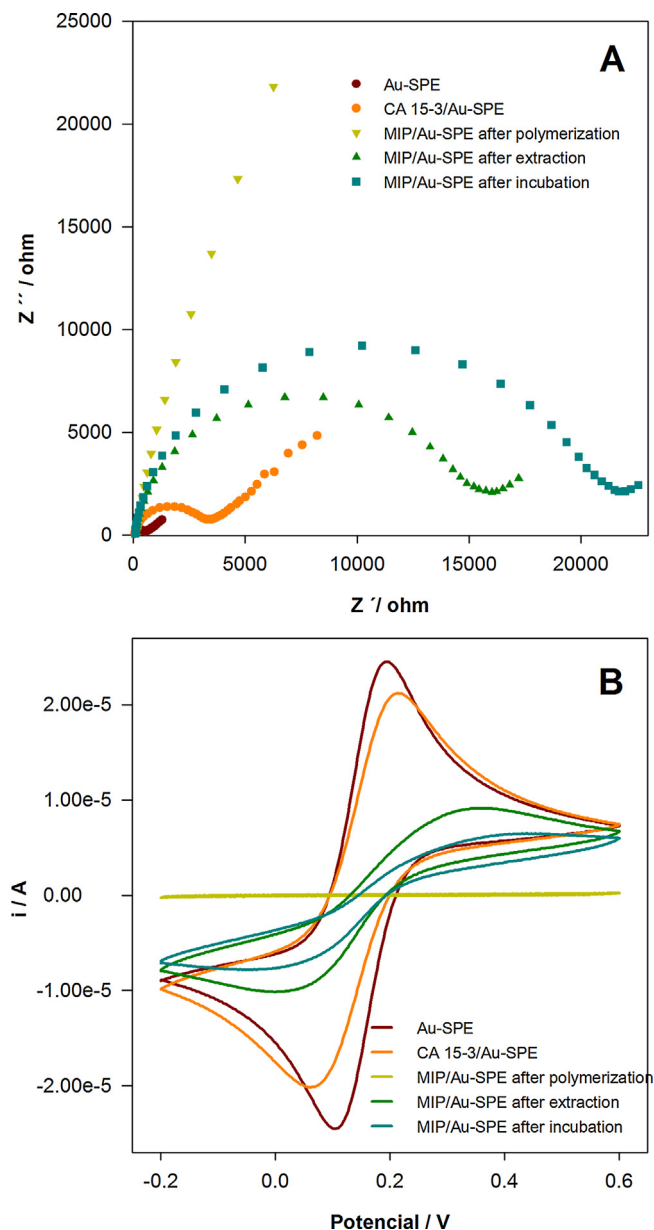 25000
A
Au-SPE
CA 15-3/Au-SPE
20000
MIP/Au-SPE after polymerization
MIP/Au-SPE after extraction
MIP/Au-SPE after incubation
15000
Z ´´ / ohm
10000
5000
0
0 5000 10000 15000 20000
Z ´/ ohm
B
2.00e-5
1.00e-5
i / A
0.00
-1.00e-5
Au-SPE
CA 15-3/Au-SPE
-2.00e-5
MIP/Au-SPE after polymerization
MIP/Au-SPE after extraction
MIP/Au-SPE after incubation
-0.2 0.0 0.2 0.4 0.6
Potencial / V